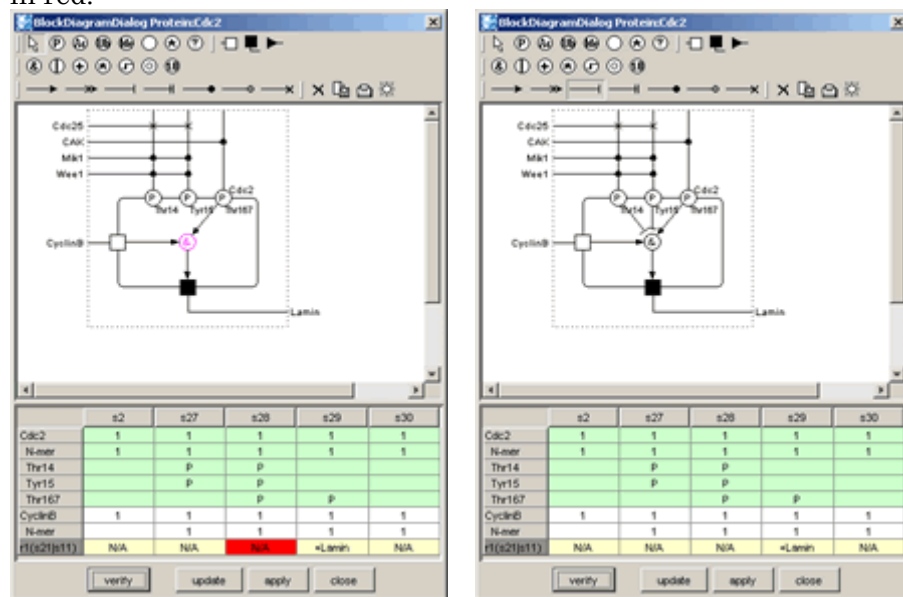 in red.
BlockDiagramDialog Protein:Cdc2
Cdc25
CAK
Mik1
Wee1
P P P Cdc2
Thr14 Tyr15 Thr167
CyclinB
&
Lamin
s2 s27 s28 s29 s30
Cdc2 1 1 1 1 1
N-mer 1 1 1 1 1
Thr14 P P
Tyr15 P P
Thr167 P P
CyclinB 1 1 1 1 1
N-mer 1 1 1 1
r1(s21|s11) N/A N/A N/A =Lamin N/A
verify update apply close
BlockDiagramDialog Protein:Cdc2
Cdc25
CAK
Mik1
Wee1
P P P Cdc2
Thr14 Tyr15 Thr167
CyclinB
&
Lamin
s2 s27 s28 s29 s30
Cdc2 1 1 1 1 1
N-mer 1 1 1 1 1
Thr14 P P
Tyr15 P P
Thr167 P P
CyclinB 1 1 1 1 1
N-mer 1 1 1 1
r1(s21|s11) N/A N/A N/A =Lamin N/A
verify update apply close